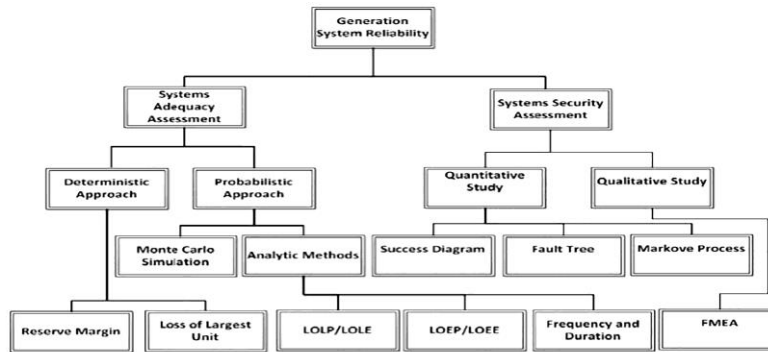 Generation
System Reliability
Systems
Adequacy
Assessment
Systems Security
Assessment
Deterministic
Approach
Probabilistic
Approach
Quantitative
Study
Qualitative Study
Monte Carlo
Simulation
Analytic Methods
Success Diagram
Fault Tree
Markove Process
Reserve Margin
Loss of Largest
Unit
LOLP/LOLE
LOEP/LOEE
Frequency and
Duration
FMEA